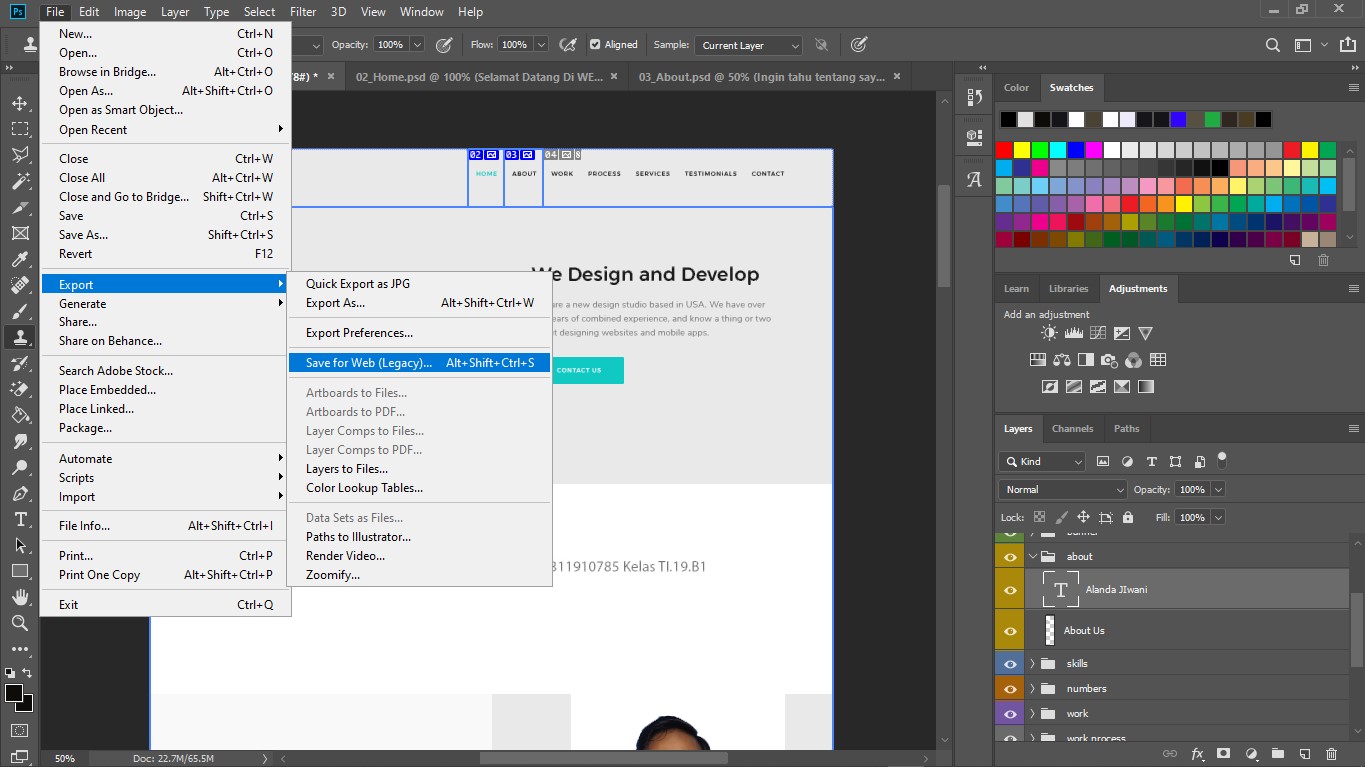 Ps File Edit Image Layer Type Select Filter 3D View Window Help
Opacity: 100% Flow: 100% Aligned Sample: Current Layer
*
02_Home.psd @ 100% (Selamat Datang Di WE...
03_About.psd @ 50% (Ingin tahu tentang say...
New... Ctrl+N
Open... Ctrl+O
Browse in Bridge... Alt+Ctrl+O
Open As... Alt+Shift+Ctrl+O
Open as Smart Object...
Open Recent
Close Ctrl+W
Close All Alt+Ctrl+W
Close and Go to Bridge... Shift+Ctrl+W
Save Ctrl+S
Save As... Shift+Ctrl+S
Revert F12
Export
Generate
Share...
Share on Behance...
Search Adobe Stock...
Place Embedded...
Place Linked...
Package...
Automate
Scripts
Import
File Info... Alt+Shift+Ctrl+I
Print... Ctrl+P
Print One Copy Alt+Shift+Ctrl+P
Exit Ctrl+Q
Quick Export as JPG
Export As... Alt+Shift+Ctrl+W
Export Preferences...
Save for Web (Legacy)... Alt+Shift+Ctrl+S
Artboards to Files...
Artboards to PDF...
Layer Comps to Files...
Layer Comps to PDF...
Layers to Files...
Color Lookup Tables...
Data Sets as Files...
Paths to Illustrator...
Render Video...
Zoomify...
02 03 04
HOME ABOUT WORK PROCESS SERVICES TESTIMONIALS CONTACT
We Design and Develop
are a new design studio based in USA. We have over
of combined experience, and know a thing or two
designing websites and mobile apps.
CONTACT US
311910785 Kelas TI.19.B1
50% Doc: 22.7M/65.5M
Color Swatches
Learn Libraries Adjustments
Add an adjustment
Layers Channels Paths
Kind
Normal Opacity: 100%
Lock: Fill: 100%
banner
about
Alanda JIwani
About Us
skills
numbers
work
work process